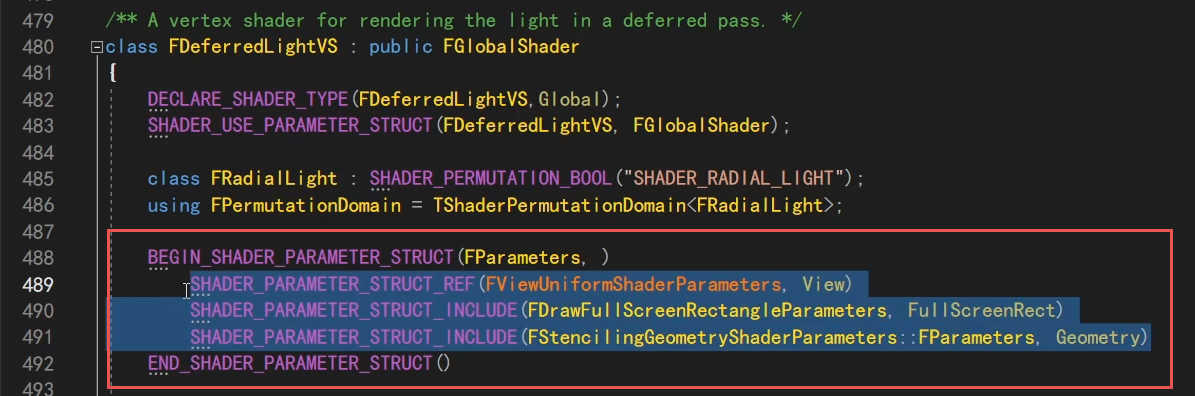 479 /** A vertex shader for rendering the light in a deferred pass. */
480 class FDeferredLightVS : public FGlobalShader
481 {
482 DECLARE_SHADER_TYPE(FDeferredLightVS,Global);
483 SHADER_USE_PARAMETER_STRUCT(FDeferredLightVS, FGlobalShader);
484
485 class FRadialLight : SHADER_PERMUTATION_BOOL("SHADER_RADIAL_LIGHT");
486 using FPermutationDomain = TShaderPermutationDomain<FRadialLight>;
487
488 BEGIN_SHADER_PARAMETER_STRUCT(FParameters, )
489 SHADER_PARAMETER_STRUCT_REF(FViewUniformShaderParameters, View)
490 SHADER_PARAMETER_STRUCT_INCLUDE(FDrawFullScreenRectangleParameters, FullScreenRect)
491 SHADER_PARAMETER_STRUCT_INCLUDE(FStencilingGeometryShaderParameters::FParameters, Geometry)
492 END_SHADER_PARAMETER_STRUCT()
493